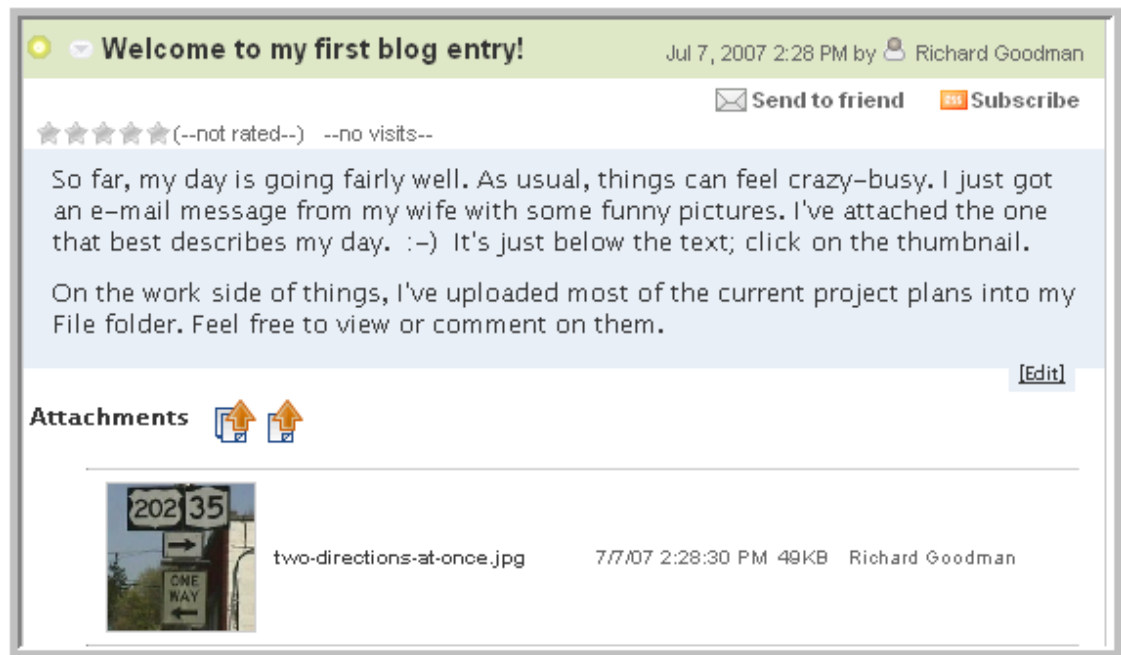 Welcome to my first blog entry!
Jul 7, 2007 2:28 PM by Richard Goodman
Send to friend
RSS Subscribe
(--not rated--) --no visits--
So far, my day is going fairly well. As usual, things can feel crazy-busy. I just got
an e-mail message from my wife with some funny pictures. I've attached the one
that best describes my day. :-) It's just below the text; click on the thumbnail.
On the work side of things, I've uploaded most of the current project plans into my
File folder. Feel free to view or comment on them.
[Edit]
Attachments
202 35
ONE
WAY
two-directions-at-once.jpg 7/7/07 2:28:30 PM 49KB Richard Goodman